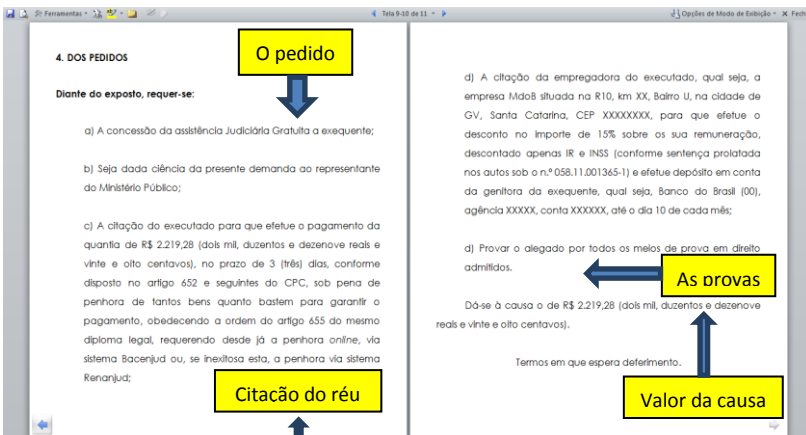 Ferramentas
Tela 9-10 de 11
Opções de Modo de Exibição
Fech
4. DOS PEDIDOS
O pedido
Diante do exposto, requer-se:
a) A concessão da assistência Judiciária Gratuita a exequente;
b) Seja dada ciência da presente demanda ao representante
do Ministério Público;
c) A citação do executado para que efetue o pagamento da
quantia de R$ 2.219,28 (dois mil, duzentos e dezenove reais e
vinte e oito centavos), no prazo de 3 (três) dias, conforme
disposto no artigo 652 e seguintes do CPC, sob pena de
penhora de tantos bens quanto bastem para garantir o
pagamento, obedecendo a ordem do artigo 655 do mesmo
diploma legal, requerendo desde já a penhora online, via
sistema Bacenjud ou, se inexitosa esta, a penhora via sistema
Renanjud;
Citação do réu
d) A citação da empregadora do executado, qual seja, a
empresa MdoB situada na R10, km XX, Bairro U, na cidade de
GV, Santa Catarina, CEP XXXXXXXX, para que efetue o
desconto no importe de 15% sobre os sua remuneração,
descontado apenas IR e INSS (conforme sentença prolatada
nos autos sob o n.º 058.11.001365-1) e efetue depósito em conta
da genitora da exequente, qual seja, Banco do Brasil (00),
agência XXXXX, conta XXXXXX, até o dia 10 de cada mês;
d) Provar o alegado por todos os meios de prova em direito
admitidos.
As provas
Dá-se à causa o de R$ 2.219,28 (dois mil, duzentos e dezenove
reais e vinte e oito centavos).
Termos em que espera deferimento.
Valor da causa